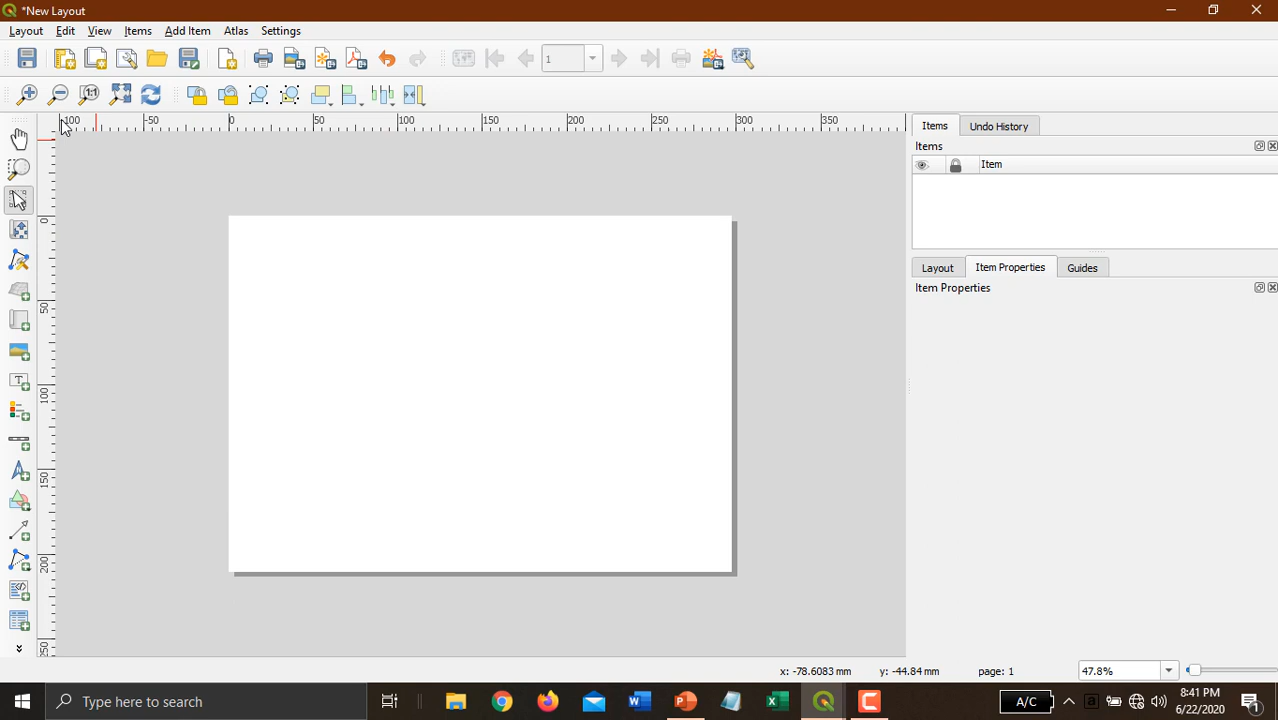 *New Layout
Layout Edit View Items Add Item Atlas Settings
1:1 1
-100 -50 0 50 100 150 200 250 300 350
0
50
100
150
200
250
Items Undo History
Items
Item
Layout Item Properties Guides
Item Properties
x: -78.6083 mm y: -44.84 mm page: 1 47.8%
Type here to search
A/C
a
8:41 PM
6/22/2020
1